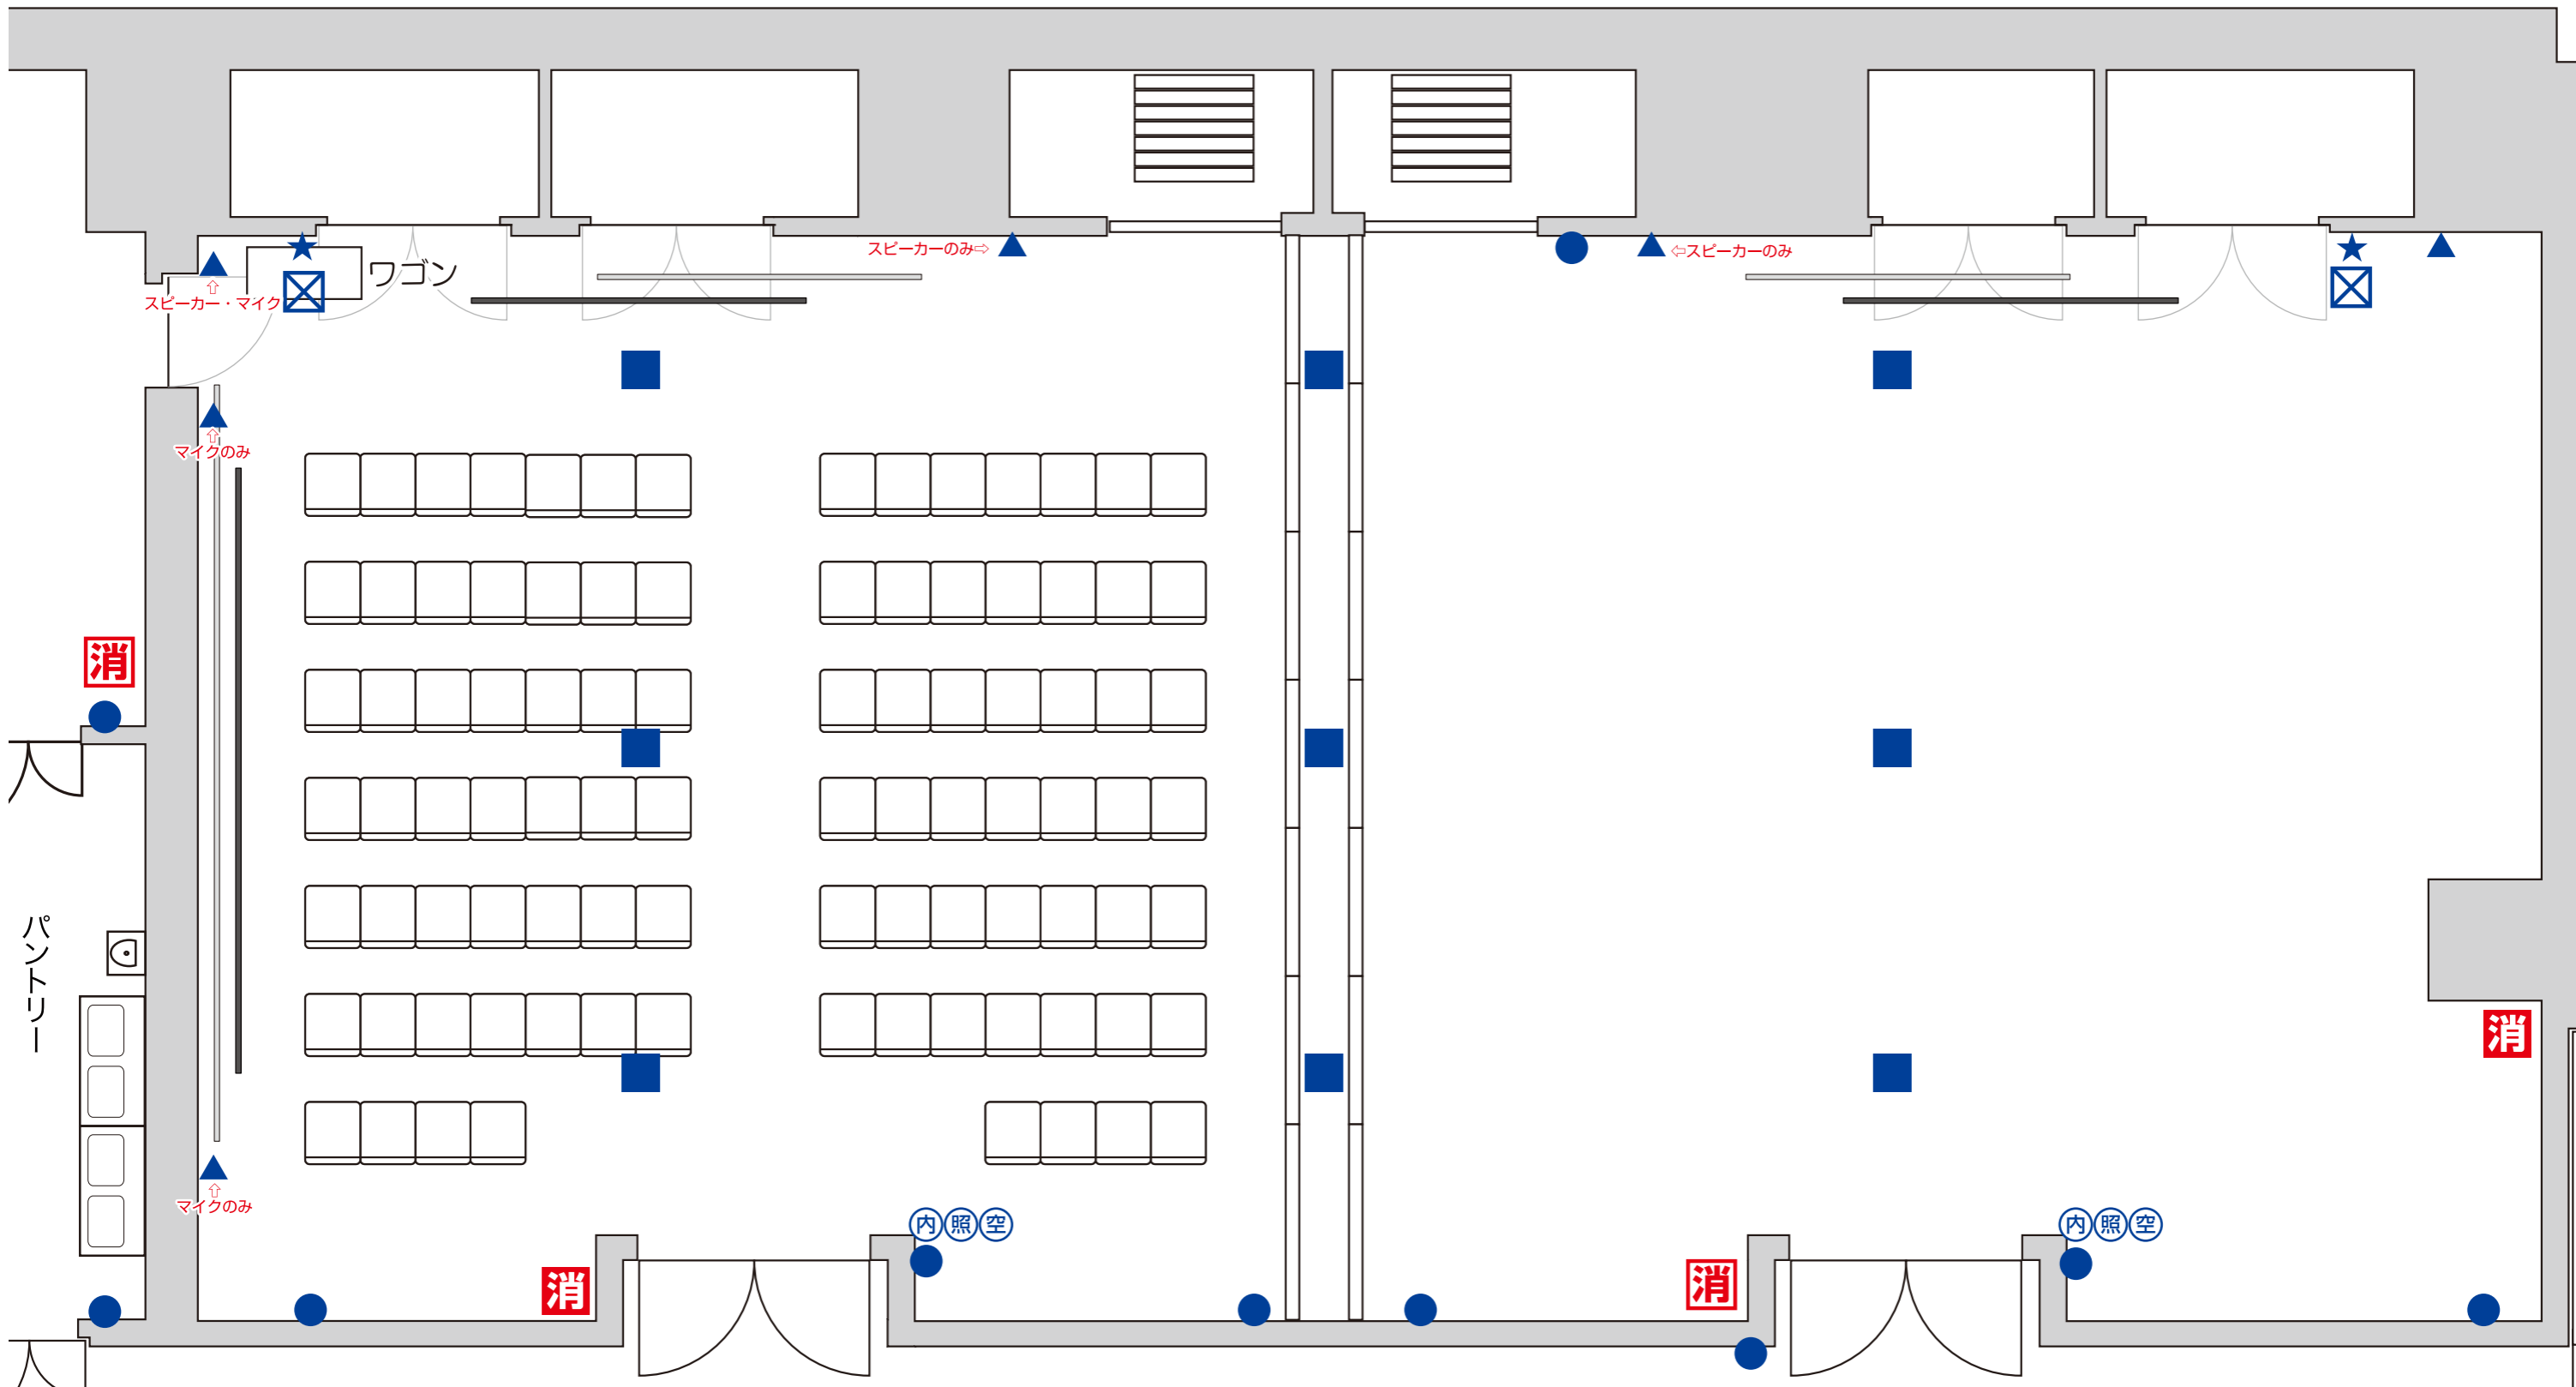 スピーカーのみ⇨
⇦スピーカーのみ
ワゴン
⇧
スピーカー・マイク
⇧
マイクのみ
消
パントリー
消
⇧
マイクのみ
内照空
内照空
消
消